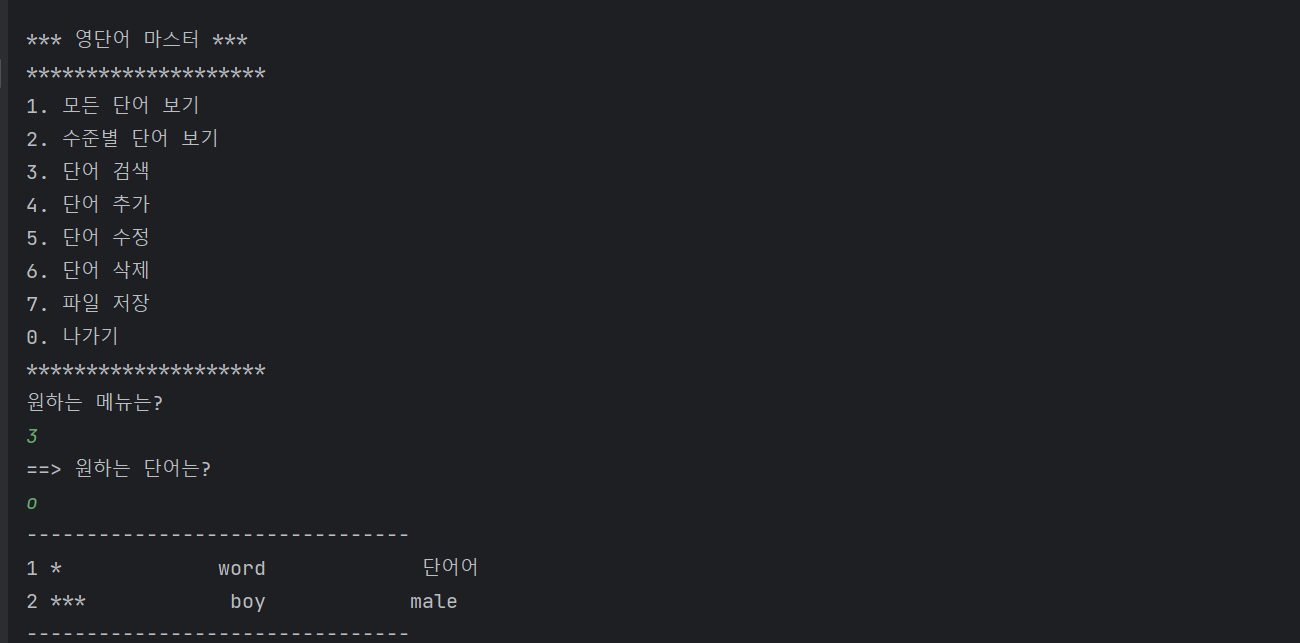 *** 영단어 마스터 ***
********************
1. 모든 단어 보기
2. 수준별 단어 보기
3. 단어 검색
4. 단어 추가
5. 단어 수정
6. 단어 삭제
7. 파일 저장
0. 나가기
********************
원하는 메뉴는?
3
==> 원하는 단어는?
o
--------------------------------
1 *             word             단어어
2 ***            boy            male
--------------------------------